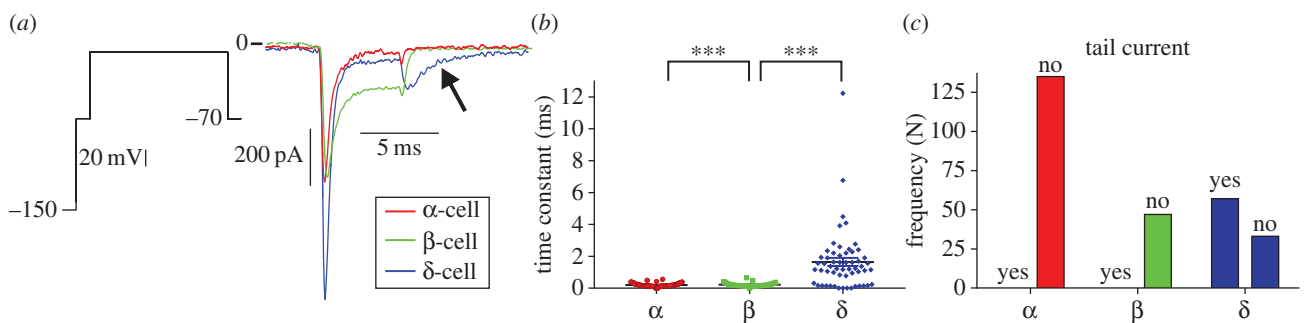 (a)
0
–70
20 mV
–150
200 pA
5 ms
α-cell
β-cell
δ-cell
(b)
***
***
time constant (ms)
12
10
8
6
4
2
0
α
β
δ
(c)
tail current
frequency (N)
125
100
75
50
25
0
yes
no
yes
no
yes
no
α
β
δ